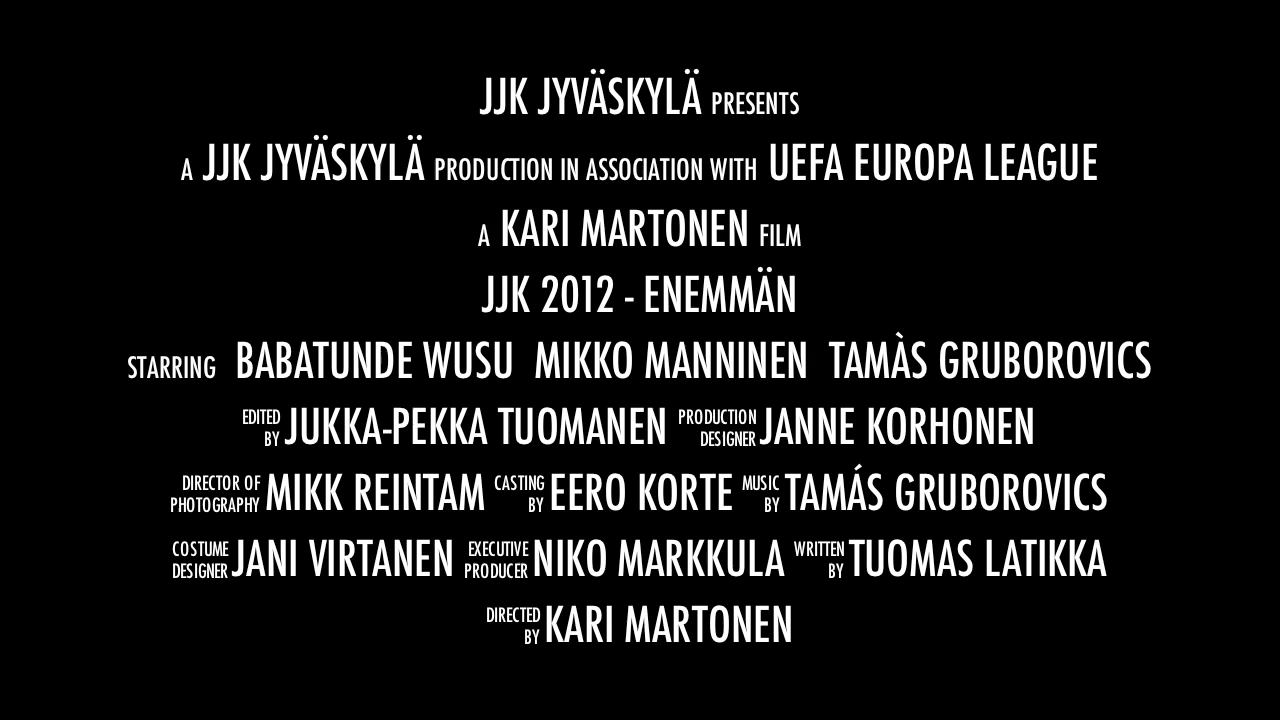 JJK JYVÄSKYLÄ PRESENTS
A JJK JYVÄSKYLÄ PRODUCTION IN ASSOCIATION WITH UEFA EUROPA LEAGUE
A KARI MARTONEN FILM
JJK 2012 - ENEMMÄN
STARRING BABATUNDE WUSU MIKKO MANNINEN TAMÀS GRUBOROVICS
EDITED BY JUKKA-PEKKA TUOMANEN PRODUCTION DESIGNER JANNE KORHONEN
DIRECTOR OF PHOTOGRAPHY MIKK REINTAM CASTING BY EERO KORTE MUSIC BY TAMÁS GRUBOROVICS
COSTUME DESIGNER JANI VIRTANEN EXECUTIVE PRODUCER NIKO MARKKULA WRITTEN BY TUOMAS LATIKKA
DIRECTED BY KARI MARTONEN